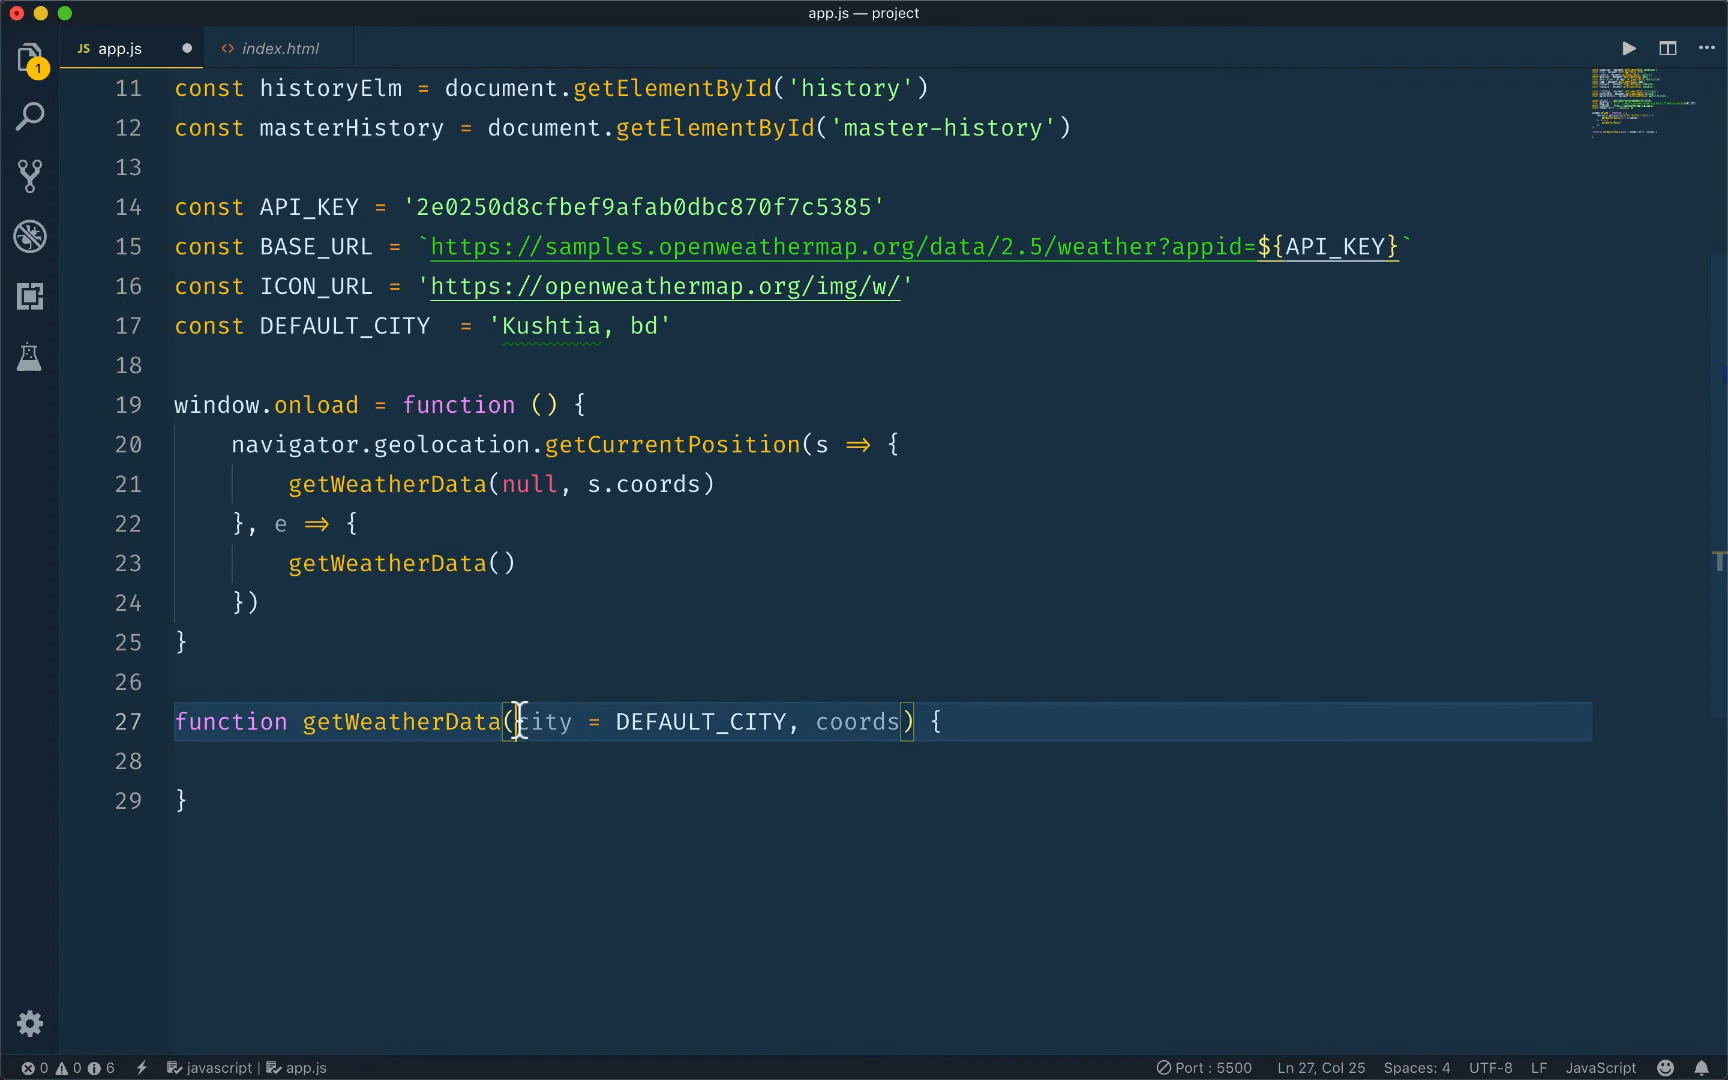 app.js — project
JS app.js
<> index.html
1
11 const historyElm = document.getElementById('history')
12 const masterHistory = document.getElementById('master-history')
13
14 const API_KEY = '2e0250d8cfbef9afab0dbc870f7c5385'
15 const BASE_URL = `https://samples.openweathermap.org/data/2.5/weather?appid=${API_KEY}`
16 const ICON_URL = 'https://openweathermap.org/img/w/'
17 const DEFAULT_CITY  = 'Kushtia, bd'
18
19 window.onload = function () {
20     navigator.geolocation.getCurrentPosition(s => {
21         getWeatherData(null, s.coords)
22     }, e => {
23         getWeatherData()
24     })
25 }
26
27 function getWeatherData(city = DEFAULT_CITY, coords) {
28
29 }
0 0 6 javascript | app.js Port : 5500 Ln 27, Col 25 Spaces: 4 UTF-8 LF JavaScript